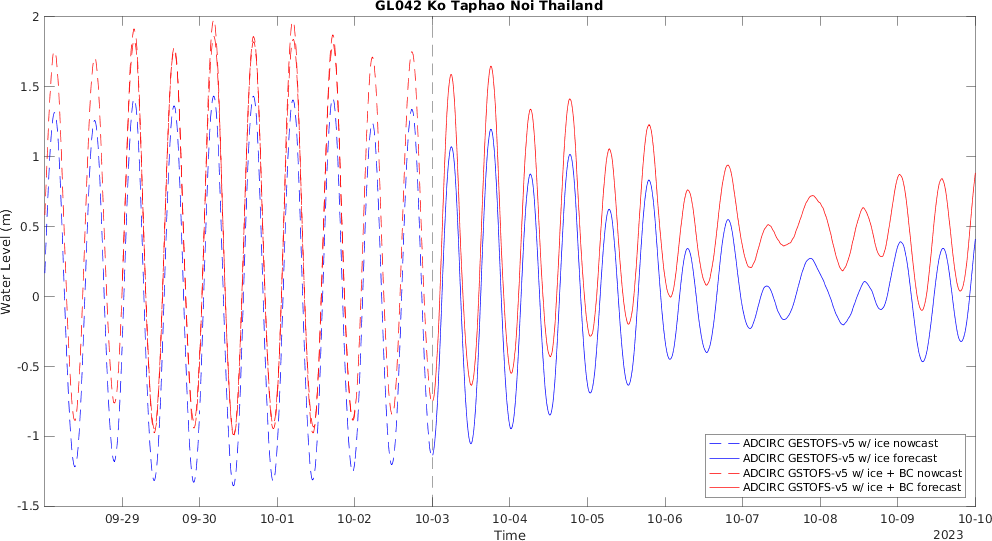 GL042 Ko Taphao Noi Thailand
2
1.5
1
0.5
0
-0.5
-1
-1.5
Water Level (m)
ADCIRC GESTOFS-v5 w/ ice nowcast
ADCIRC GESTOFS-v5 w/ ice forecast
ADCIRC GSTOFS-v5 w/ ice + BC nowcast
ADCIRC GSTOFS-v5 w/ ice + BC forecast
09-29 09-30 10-01 10-02 10-03 10-04 10-05 10-06 10-07 10-08 10-09 10-10
Time
2023